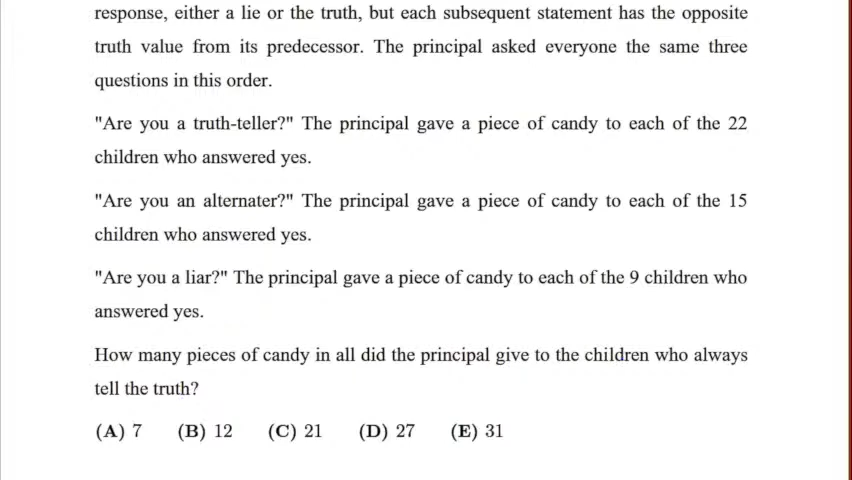 response, either a lie or the truth, but each subsequent statement has the opposite
truth value from its predecessor. The principal asked everyone the same three
questions in this order.
"Are you a truth-teller?" The principal gave a piece of candy to each of the 22
children who answered yes.
"Are you an alternater?" The principal gave a piece of candy to each of the 15
children who answered yes.
"Are you a liar?" The principal gave a piece of candy to each of the 9 children who
answered yes.
How many pieces of candy in all did the principal give to the children who always
tell the truth?
(A) 7 (B) 12 (C) 21 (D) 27 (E) 31